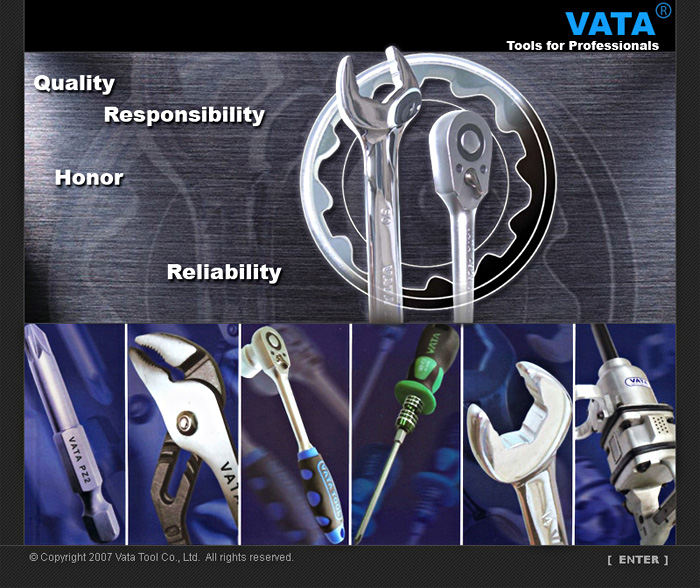 VATA®
Tools for Professionals
Quality
Responsibility
Honor
Reliability
VATA PZ2
VATA
VATA
VATA
© Copyright 2007 Vata Tool Co., Ltd. All rights reserved.
[ ENTER ]